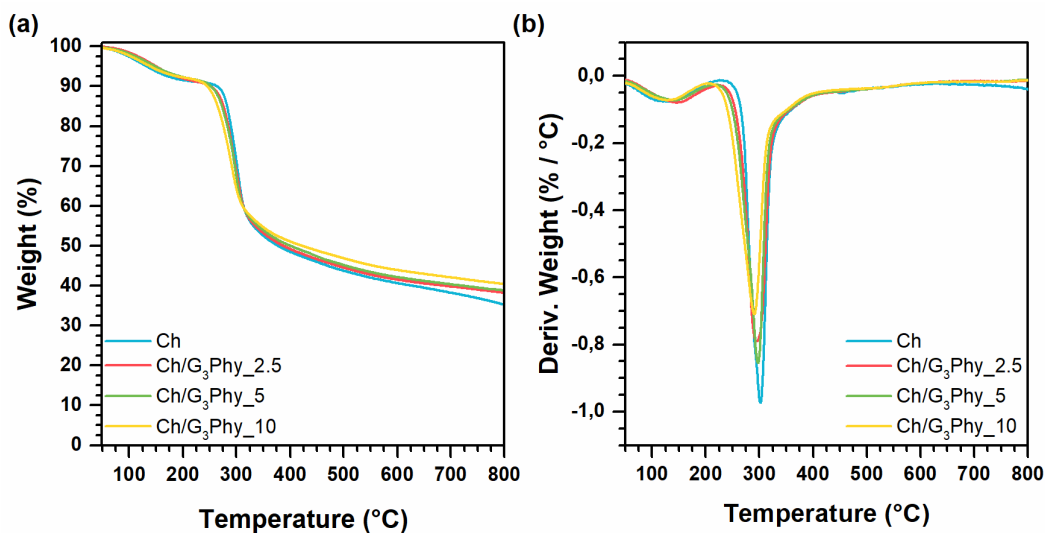 (a)
100
90
80
70
60
50
40
30
20
10
0
Weight (%)
Ch
Ch/G₃Phy_2.5
Ch/G₃Phy_5
Ch/G₃Phy_10
100 200 300 400 500 600 700 800
Temperature (°C)
(b)
0,0
-0,2
-0,4
-0,6
-0,8
-1,0
Deriv. Weight (% / °C)
Ch
Ch/G₃Phy_2.5
Ch/G₃Phy_5
Ch/G₃Phy_10
100 200 300 400 500 600 700 800
Temperature (°C)